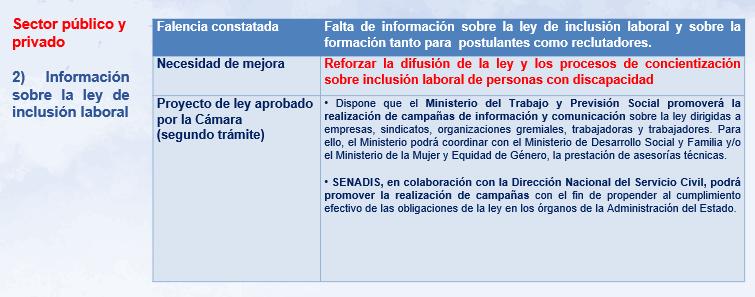 Sector público y
privado
2) Información
sobre la ley de
inclusión laboral
Falencia constatada
Falta de información sobre la ley de inclusión laboral y sobre la
formación tanto para postulantes como reclutadores.
Necesidad de mejora
Reforzar la difusión de la ley y los procesos de concientización
sobre inclusión laboral de personas con discapacidad
Proyecto de ley aprobado
por la Cámara
(segundo trámite)
• Dispone que el Ministerio del Trabajo y Previsión Social promoverá la
realización de campañas de información y comunicación sobre la ley dirigidas a
empresas, sindicatos, organizaciones gremiales, trabajadoras y trabajadores. Para
ello, el Ministerio podrá coordinar con el Ministerio de Desarrollo Social y Familia y/o
el Ministerio de la Mujer y Equidad de Género, la prestación de asesorías técnicas.
• SENADIS, en colaboración con la Dirección Nacional del Servicio Civil, podrá
promover la realización de campañas con el fin de propender al cumplimiento
efectivo de las obligaciones de la ley en los órganos de la Administración del Estado.